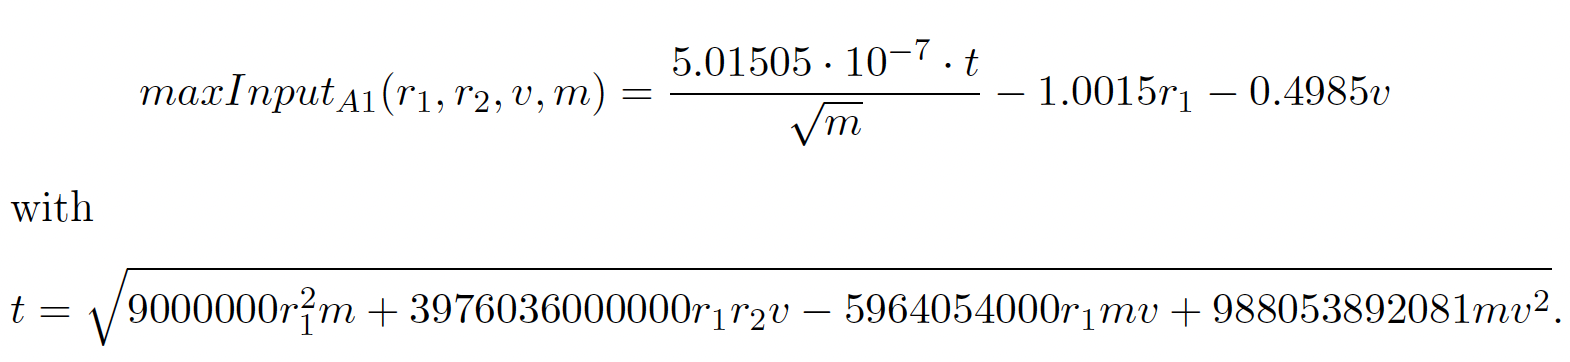 maxInput_{A1}(r_1, r_2, v, m) = \frac{5.01505 \cdot 10^{-7} \cdot t}{\sqrt{m}} - 1.0015r_1 - 0.4985v
with
t = \sqrt{9000000r_1^2m + 3976036000000r_1r_2v - 5964054000r_1mv + 988053892081mv^2}.